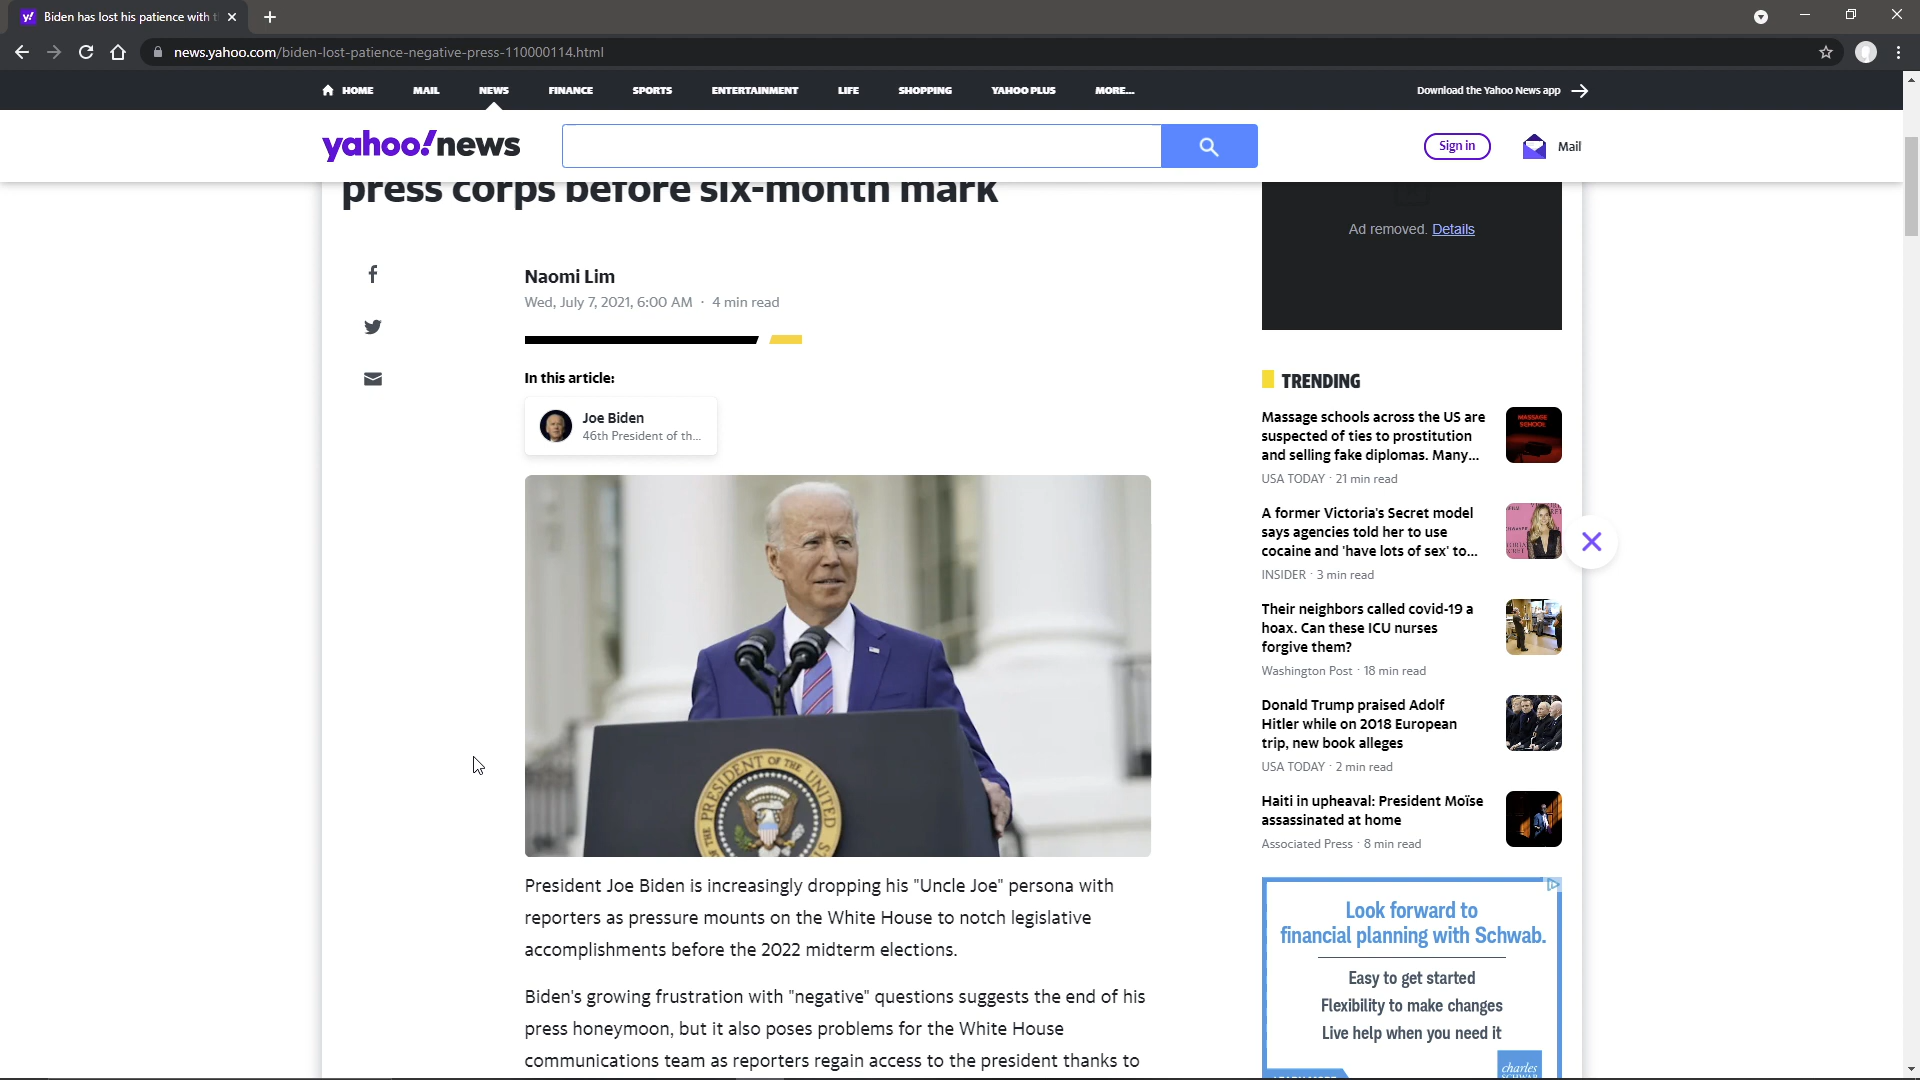 Biden has lost his patience with t
news.yahoo.com/biden-lost-patience-negative-press-110000114.html
HOME MAIL NEWS FINANCE SPORTS ENTERTAINMENT LIFE SHOPPING YAHOO PLUS MORE...
Download the Yahoo News app
yahoo!news
Sign in
Mail
press corps before six-month mark
Ad removed. Details
Naomi Lim
Wed, July 7, 2021, 6:00 AM · 4 min read
In this article:
Joe Biden
46th President of th...
PRESIDENT OF THE UNITED
President Joe Biden is increasingly dropping his "Uncle Joe" persona with
reporters as pressure mounts on the White House to notch legislative
accomplishments before the 2022 midterm elections.
Biden's growing frustration with "negative" questions suggests the end of his
press honeymoon, but it also poses problems for the White House
communications team as reporters regain access to the president thanks to
TRENDING
Massage schools across the US are
suspected of ties to prostitution
and selling fake diplomas. Many...
USA TODAY · 21 min read
MASSAGE
SCHOOL
A former Victoria's Secret model
says agencies told her to use
cocaine and 'have lots of sex' to...
INSIDER · 3 min read
Their neighbors called covid-19 a
hoax. Can these ICU nurses
forgive them?
Washington Post · 18 min read
Donald Trump praised Adolf
Hitler while on 2018 European
trip, new book alleges
USA TODAY · 2 min read
Haiti in upheaval: President Moïse
assassinated at home
Associated Press · 8 min read
Look forward to
financial planning with Schwab.
Easy to get started
Flexibility to make changes
Live help when you need it
charles
SCHWAB